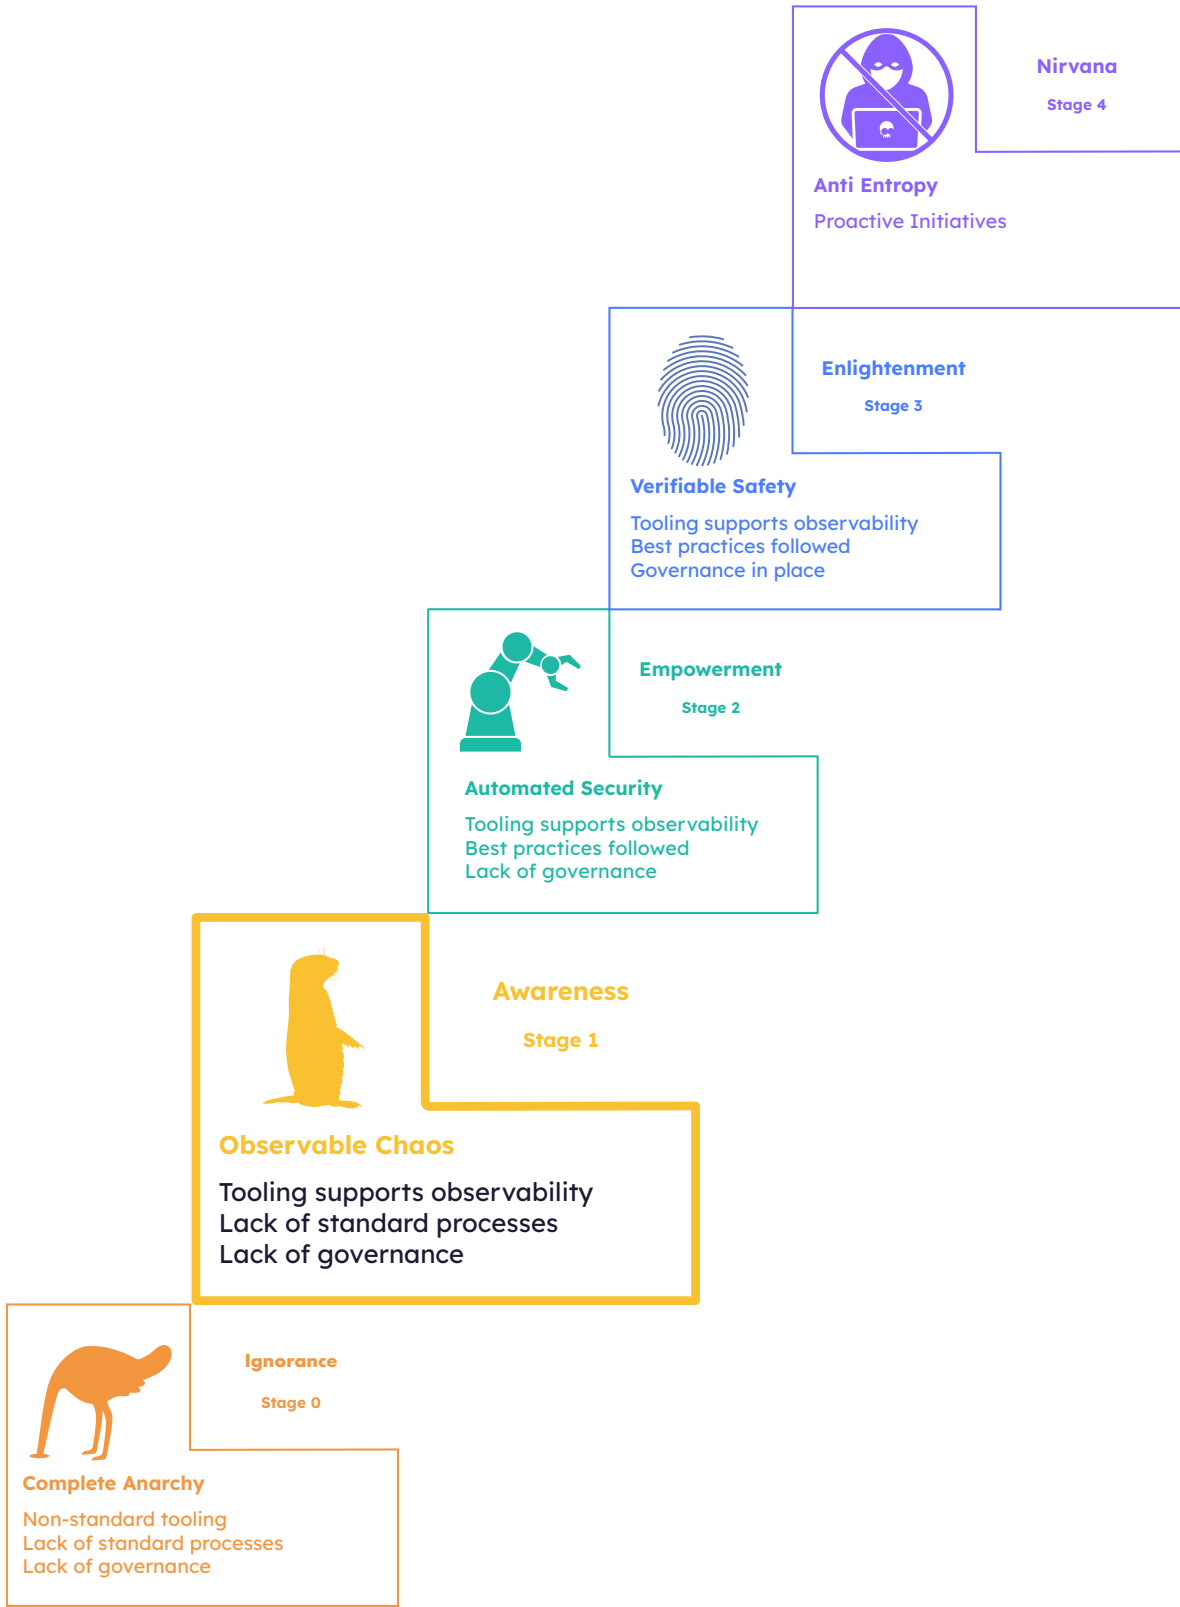 Nirvana
Stage 4
Anti Entropy
Proactive Initiatives
Enlightenment
Stage 3
Verifiable Safety
Tooling supports observability
Best practices followed
Governance in place
Empowerment
Stage 2
Automated Security
Tooling supports observability
Best practices followed
Lack of governance
Awareness
Stage 1
Observable Chaos
Tooling supports observability
Lack of standard processes
Lack of governance
Ignorance
Stage 0
Complete Anarchy
Non-standard tooling
Lack of standard processes
Lack of governance